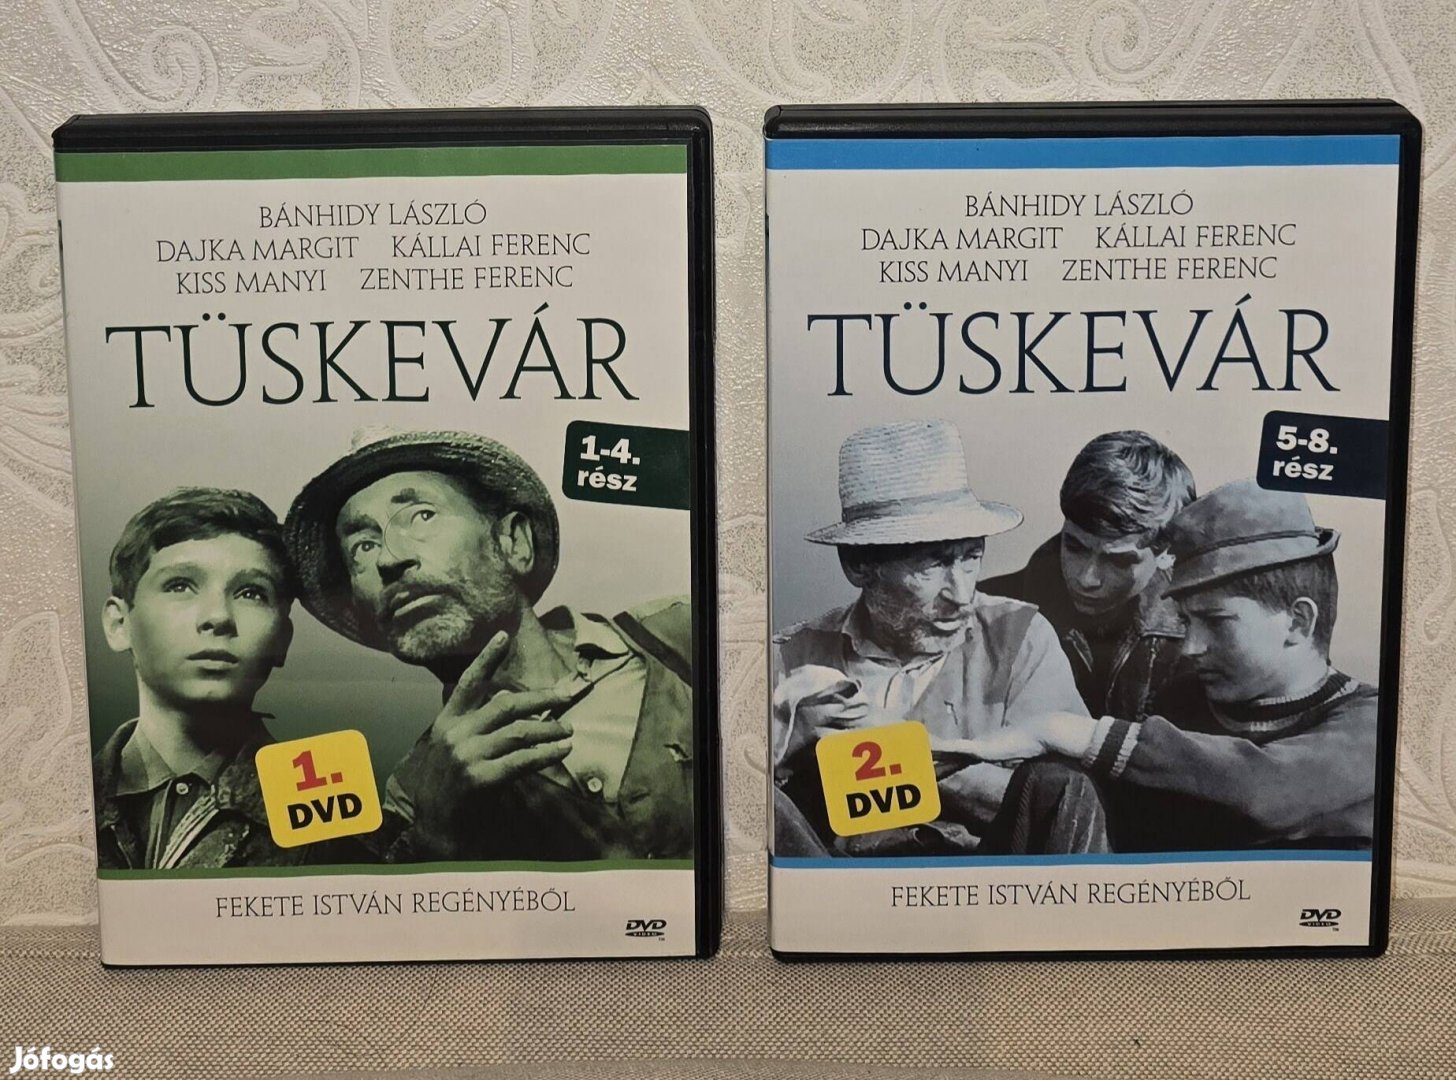 BÁNHIDY LÁSZLÓ
DAJKA MARGIT KÁLLAI FERENC
KISS MANYI ZENTHE FERENC
TÜSKEVÁR
1-4.
rész
1.
DVD
FEKETE ISTVÁN REGÉNYÉBŐL
DVD
VIDEO
BÁNHIDY LÁSZLÓ
DAJKA MARGIT KÁLLAI FERENC
KISS MANYI ZENTHE FERENC
TÜSKEVÁR
5-8.
rész
2.
DVD
FEKETE ISTVÁN REGÉNYÉBŐL
DVD
VIDEO
Jófogás